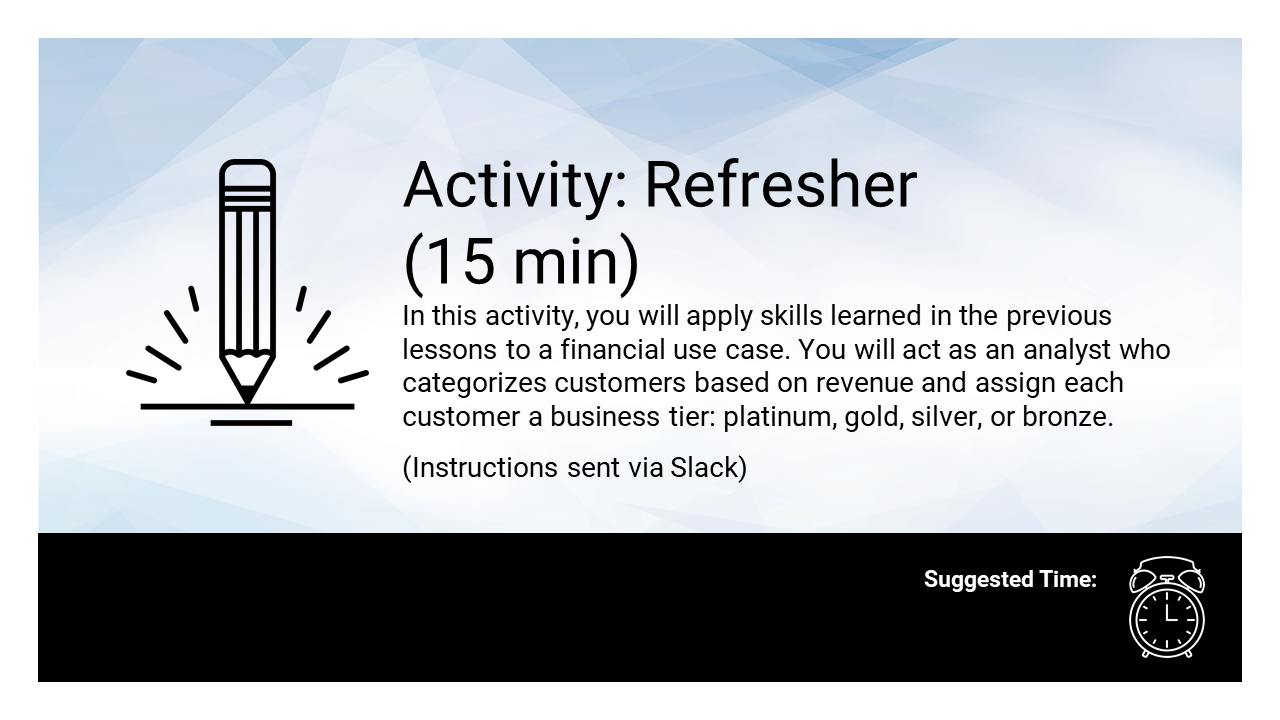 Activity: Refresher
(15 min)
In this activity, you will apply skills learned in the previous
lessons to a financial use case. You will act as an analyst who
categorizes customers based on revenue and assign each
customer a business tier: platinum, gold, silver, or bronze.
(Instructions sent via Slack)
Suggested Time: